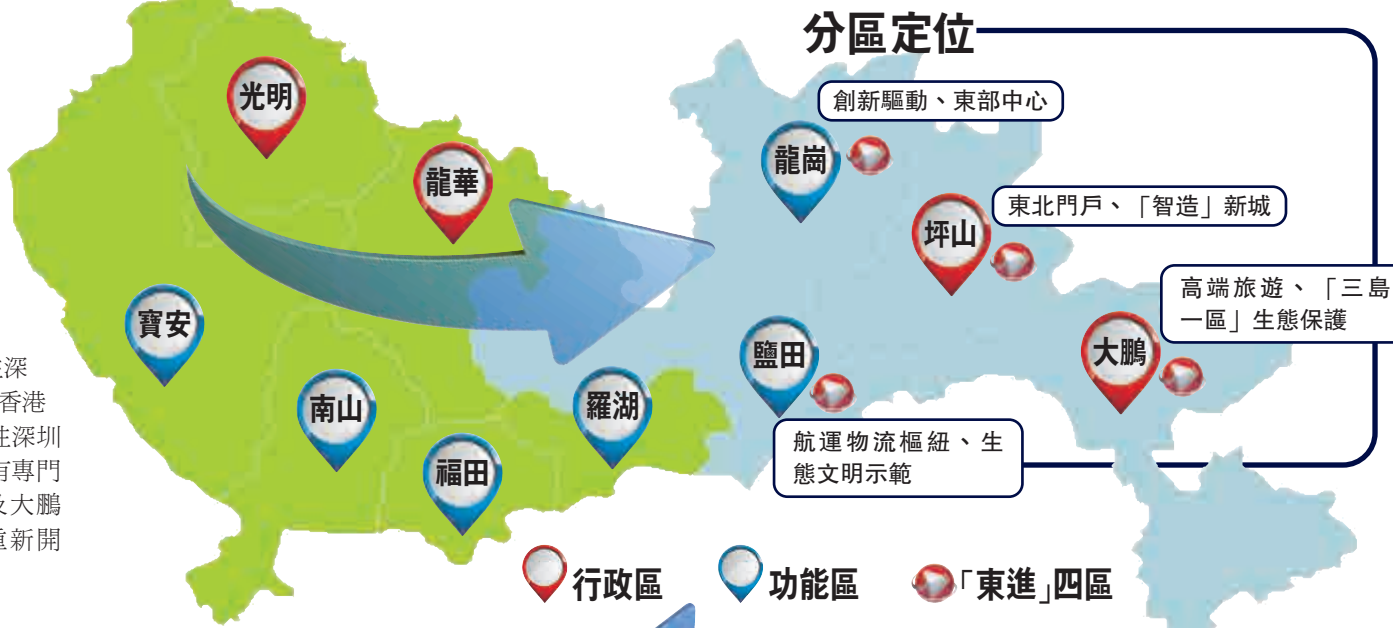 分區定位
創新驅動、東部中心
光明
龍崗
龍華
東北門戶、「智造」新城
坪山
高端旅遊、「三島
一區」生態保護
寶安
鹽田
大鵬
南山
羅湖
福田
航運物流樞紐、生
態文明示範
深
香港
深圳
有專門
及大鵬
重新開
行政區
功能區
「東進」四區